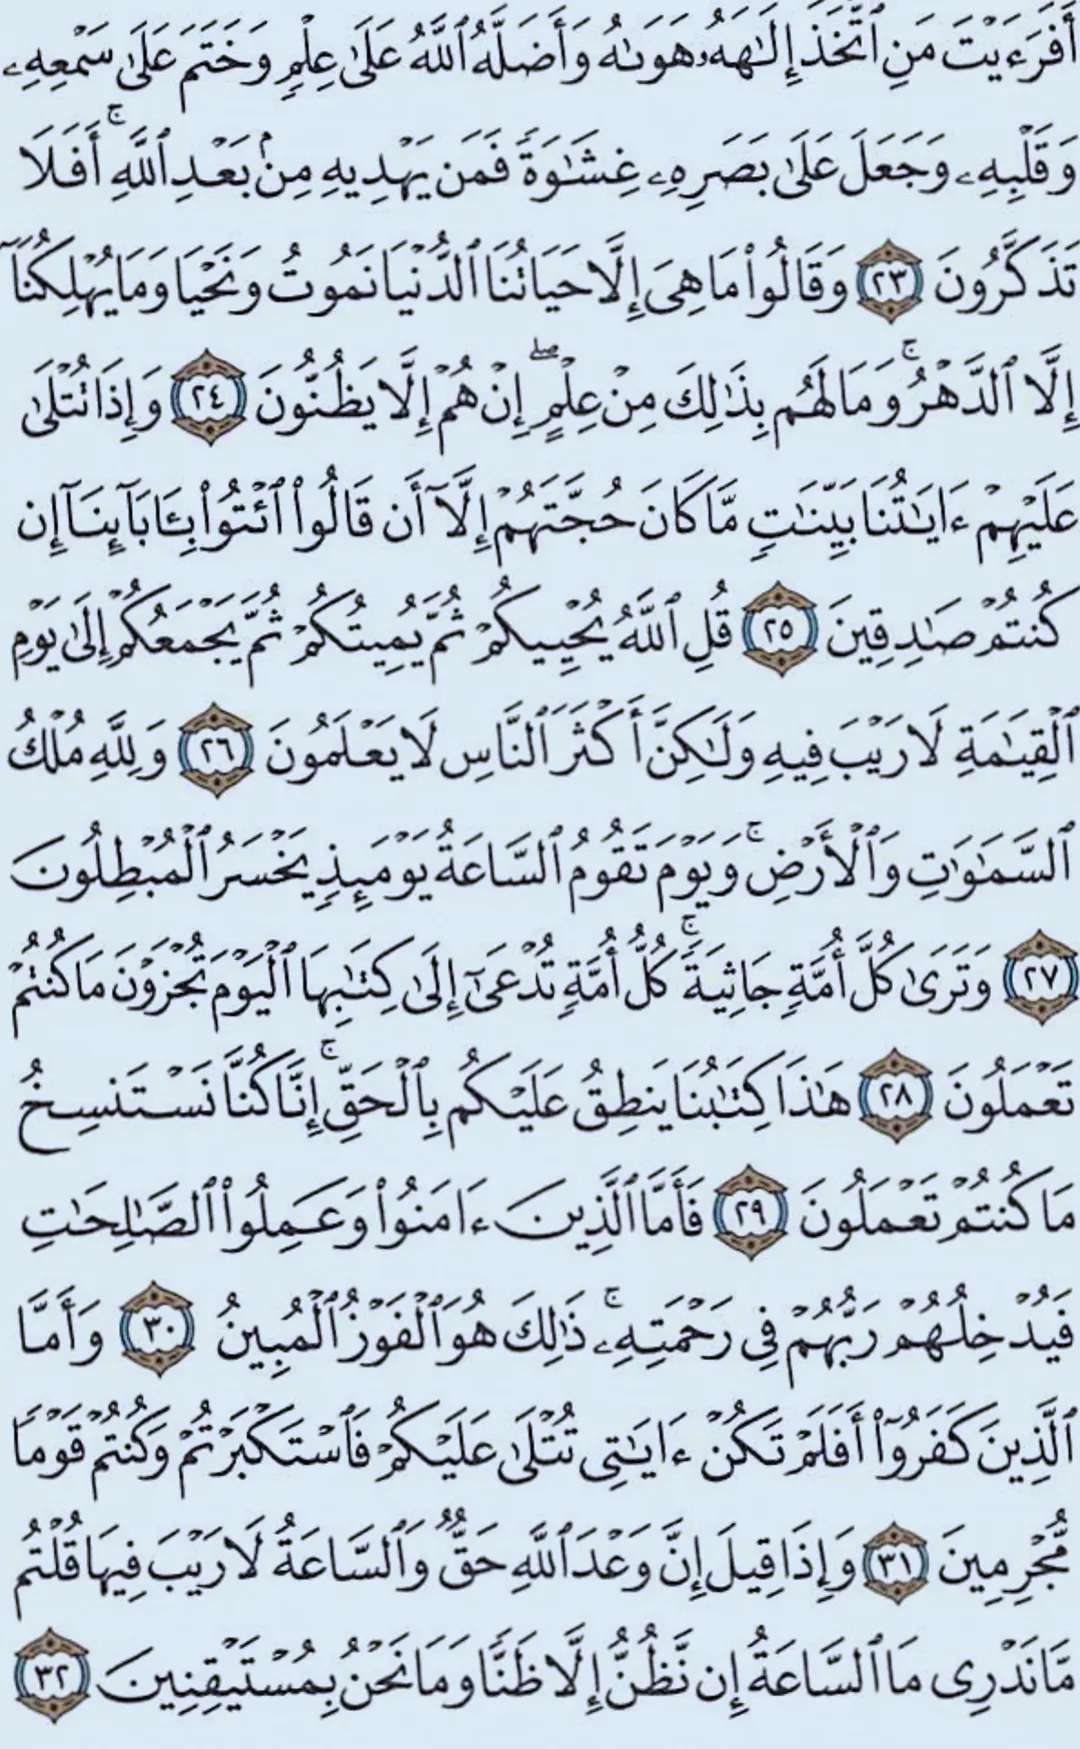 أَفَرَءَيْتَ مَنِ ٱتَّخَذَ إِلَٰهَهُۥ هَوَىٰهُ وَأَضَلَّهُ ٱللَّهُ عَلَىٰ عِلْمٍ وَخَتَمَ عَلَىٰ سَمْعِهِۦ
وَقَلْبِهِۦ وَجَعَلَ عَلَىٰ بَصَرِهِۦ غِشَٰوَةً فَمَن يَهْدِيهِ مِنۢ بَعْدِ ٱللَّهِ ۚ أَفَلَا
تَذَكَّرُونَ ٢٣ وَقَالُوا۟ مَا هِىَ إِلَّا حَيَاتُنَا ٱلدُّنْيَا نَمُوتُ وَنَحْيَا وَمَا يُهْلِكُنَآ
إِلَّا ٱلدَّهْرُ ۚ وَمَا لَهُم بِذَٰلِكَ مِنْ عِلْمٍ ۖ إِنْ هُمْ إِلَّا يَظُنُّونَ ٢٤ وَإِذَا تُتْلَىٰ
عَلَيْهِمْ ءَايَٰتُنَا بَيِّنَٰتٍ مَّا كَانَ حُجَّتَهُمْ إِلَّآ أَن قَالُوا۟ ٱئْتُوا۟ بِـَٔابَآئِنَآ إِن
كُنتُمْ صَٰدِقِينَ ٢٥ قُلِ ٱللَّهُ يُحْيِيكُمْ ثُمَّ يُمِيتُكُمْ ثُمَّ يَجْمَعُكُمْ إِلَىٰ يَوْمِ
ٱلْقِيَٰمَةِ لَا رَيْبَ فِيهِ وَلَٰكِنَّ أَكْثَرَ ٱلنَّاسِ لَا يَعْلَمُونَ ٢٦ وَلِلَّهِ مُلْكُ
ٱلسَّمَٰوَٰتِ وَٱلْأَرْضِ ۚ وَيَوْمَ تَقُومُ ٱلسَّاعَةُ يَوْمَئِذٍ يَخْسَرُ ٱلْمُبْطِلُونَ
٢٧ وَتَرَىٰ كُلَّ أُمَّةٍ جَاثِيَةً ۚ كُلُّ أُمَّةٍ تُدْعَىٰٓ إِلَىٰ كِتَٰبِهَا ٱلْيَوْمَ تُجْزَوْنَ مَا كُنتُمْ
تَعْمَلُونَ ٢٨ هَٰذَا كِتَٰبُنَا يَنطِقُ عَلَيْكُم بِٱلْحَقِّ ۚ إِنَّا كُنَّا نَسْتَنسِخُ
مَا كُنتُمْ تَعْمَلُونَ ٢٩ فَأَمَّا ٱلَّذِينَ ءَامَنُوا۟ وَعَمِلُوا۟ ٱلصَّٰلِحَٰتِ
فَيُدْخِلُهُمْ رَبُّهُمْ فِى رَحْمَتِهِۦ ۚ ذَٰلِكَ هُوَ ٱلْفَوْزُ ٱلْمُبِينُ ٣٠ وَأَمَّا
ٱلَّذِينَ كَفَرُوٓا۟ أَفَلَمْ تَكُنْ ءَايَٰتِى تُتْلَىٰ عَلَيْكُمْ فَٱسْتَكْبَرْتُمْ وَكُنتُمْ قَوْمًا
مُّجْرِمِينَ ٣١ وَإِذَا قِيلَ إِنَّ وَعْدَ ٱللَّهِ حَقٌّ وَٱلسَّاعَةُ لَا رَيْبَ فِيهَا قُلْتُم
مَّا نَدْرِى مَا ٱلسَّاعَةُ إِن نَّظُنُّ إِلَّا ظَنًّا وَمَا نَحْنُ بِمُسْتَيْقِنِينَ ٣٢